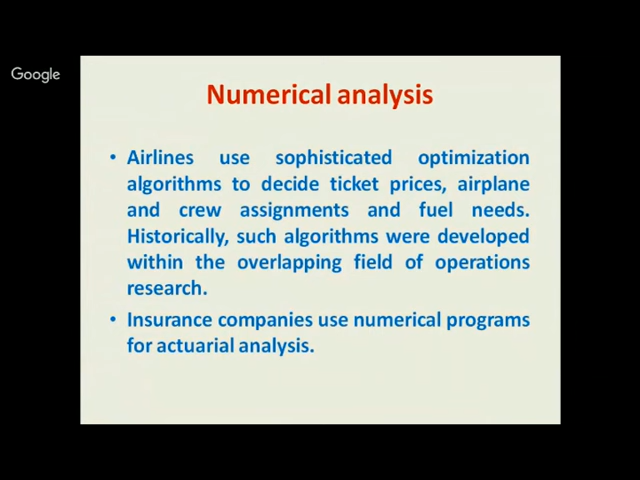 Google
Numerical analysis
• Airlines use sophisticated optimization
algorithms to decide ticket prices, airplane
and crew assignments and fuel needs.
Historically, such algorithms were developed
within the overlapping field of operations
research.
• Insurance companies use numerical programs
for actuarial analysis.